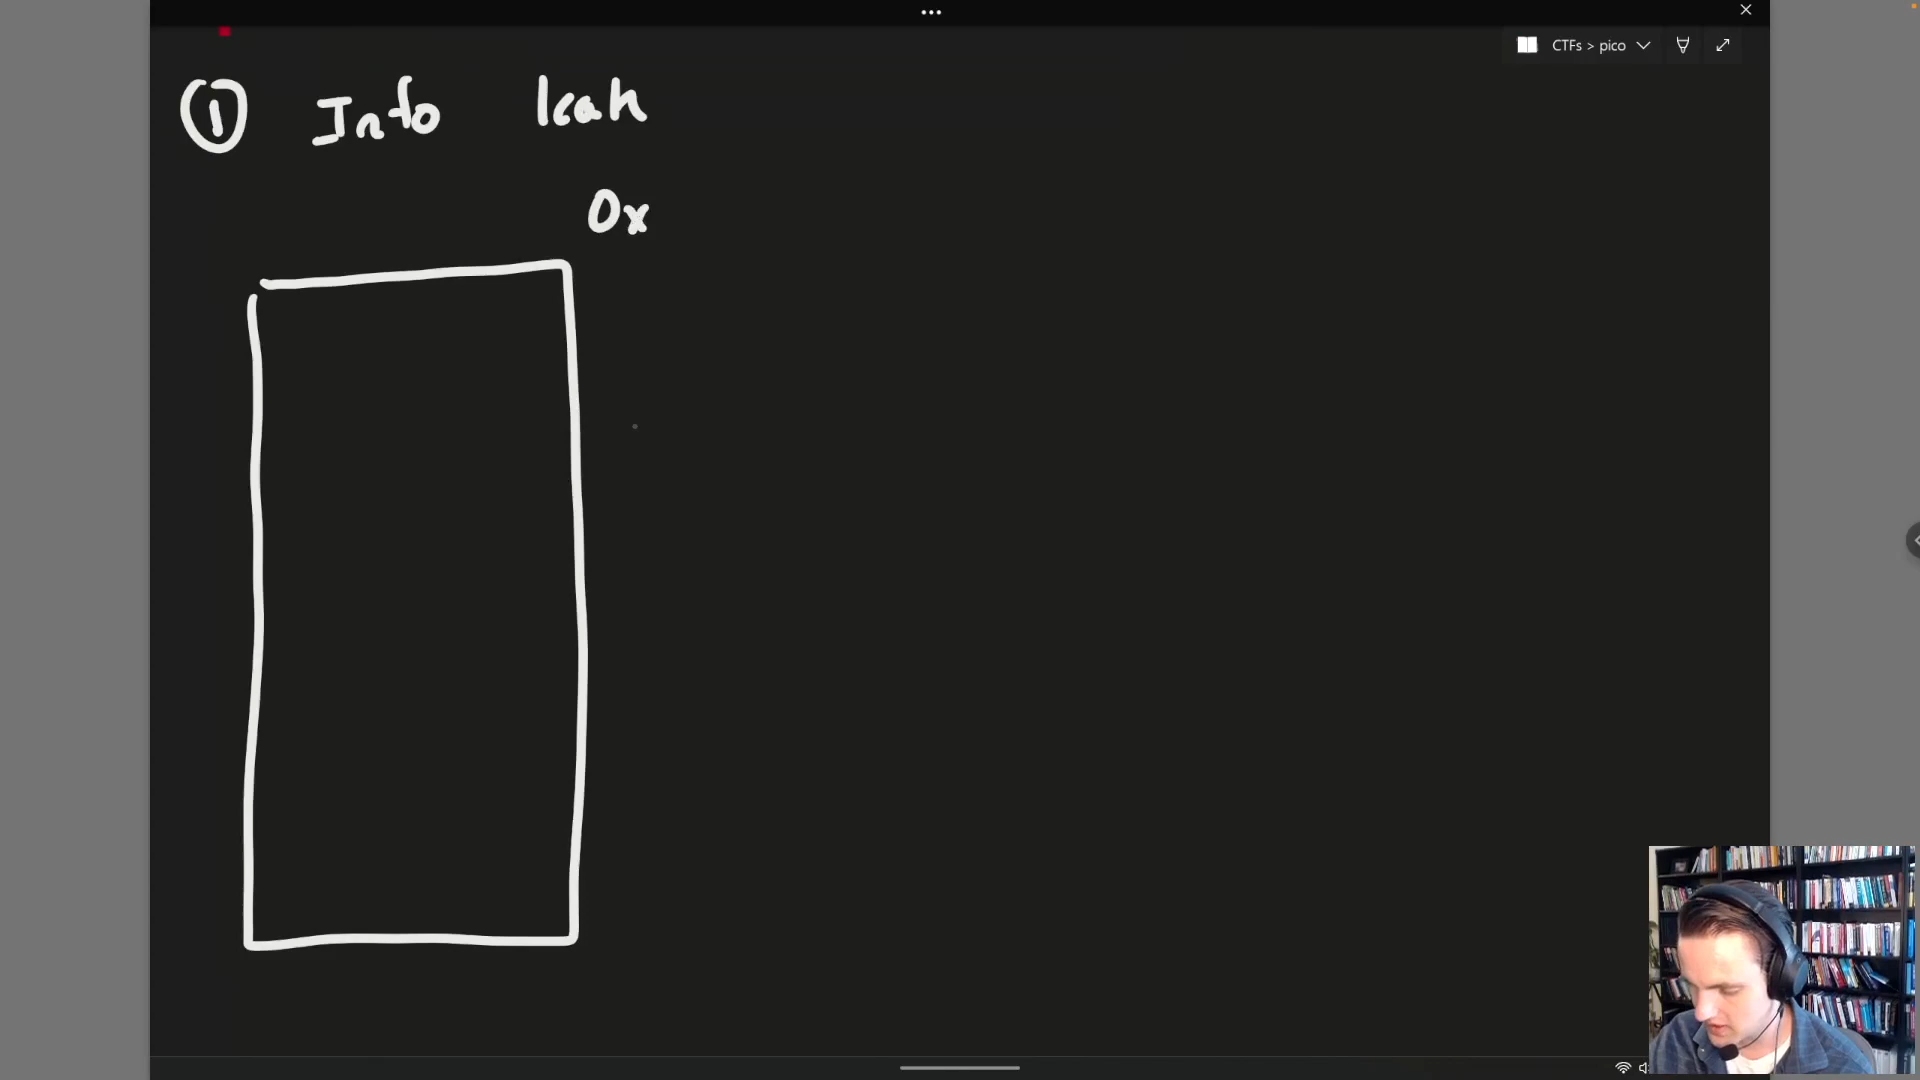 CTFs > pico
① Info leak
0x